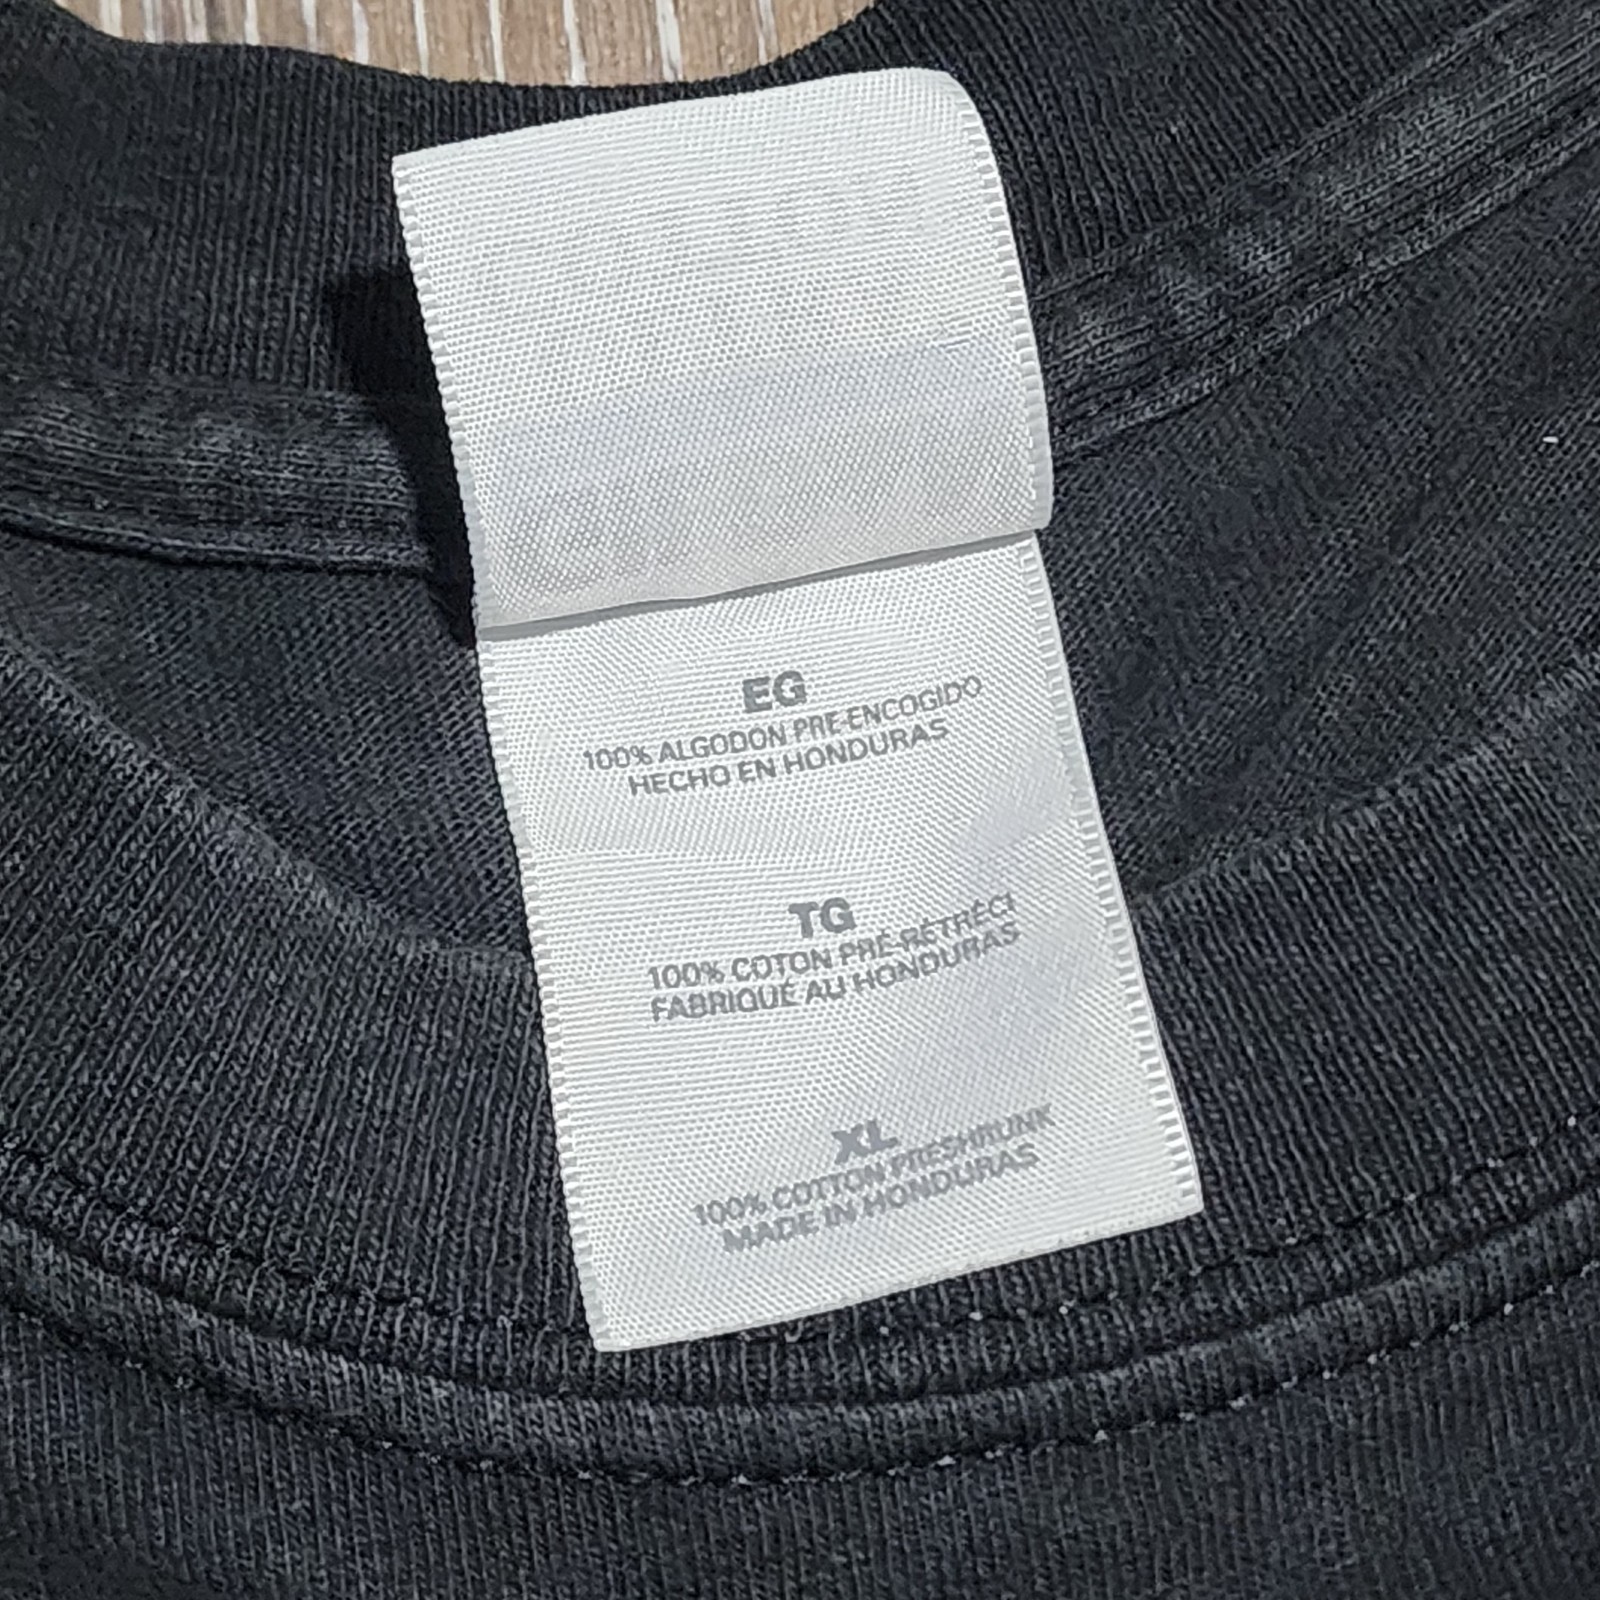 EG
100% ALGODON PRE-ENCOGIDO
HECHO EN HONDURAS
TG
100% COTON PRÉ-RÉTRÉCI
FABRIQUÉ AU HONDURAS
XL
100% COTTON PRESHRUNK
MADE IN HONDURAS